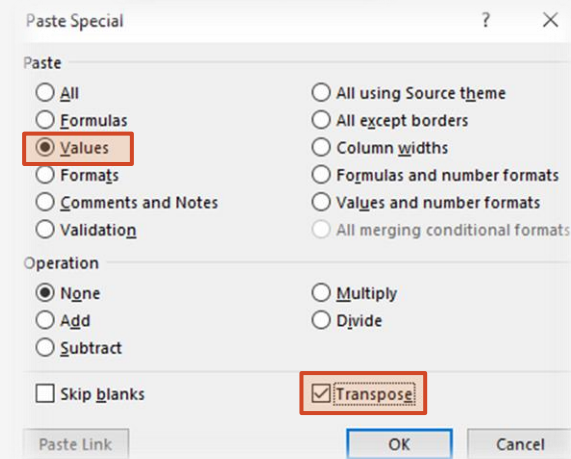 Paste Special ?
Paste
All All using Source theme
Formulas All except borders
Values Column widths
Formats Formulas and number formats
Comments and Notes Values and number formats
Validation All merging conditional formats
Operation
None Multiply
Add Divide
Subtract
Skip blanks Transpose
Paste Link OK Cancel